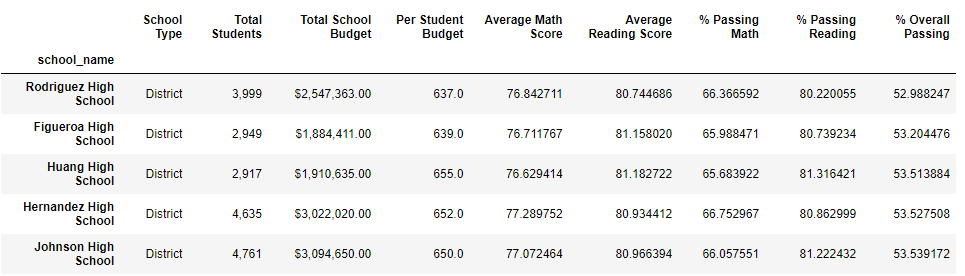 School Type Total Students Total School Budget Per Student Budget Average Math Score Average Reading Score % Passing Math % Passing Reading % Overall Passing
school_name
Rodriguez High School District 3,999 $2,547,363.00 637.0 76.842711 80.744686 66.366592 80.220055 52.988247
Figueroa High School District 2,949 $1,884,411.00 639.0 76.711767 81.158020 65.988471 80.739234 53.204476
Huang High School District 2,917 $1,910,635.00 655.0 76.629414 81.182722 65.683922 81.316421 53.513884
Hernandez High School District 4,635 $3,022,020.00 652.0 77.289752 80.934412 66.752967 80.862999 53.527508
Johnson High School District 4,761 $3,094,650.00 650.0 77.072464 80.966394 66.057551 81.222432 53.539172